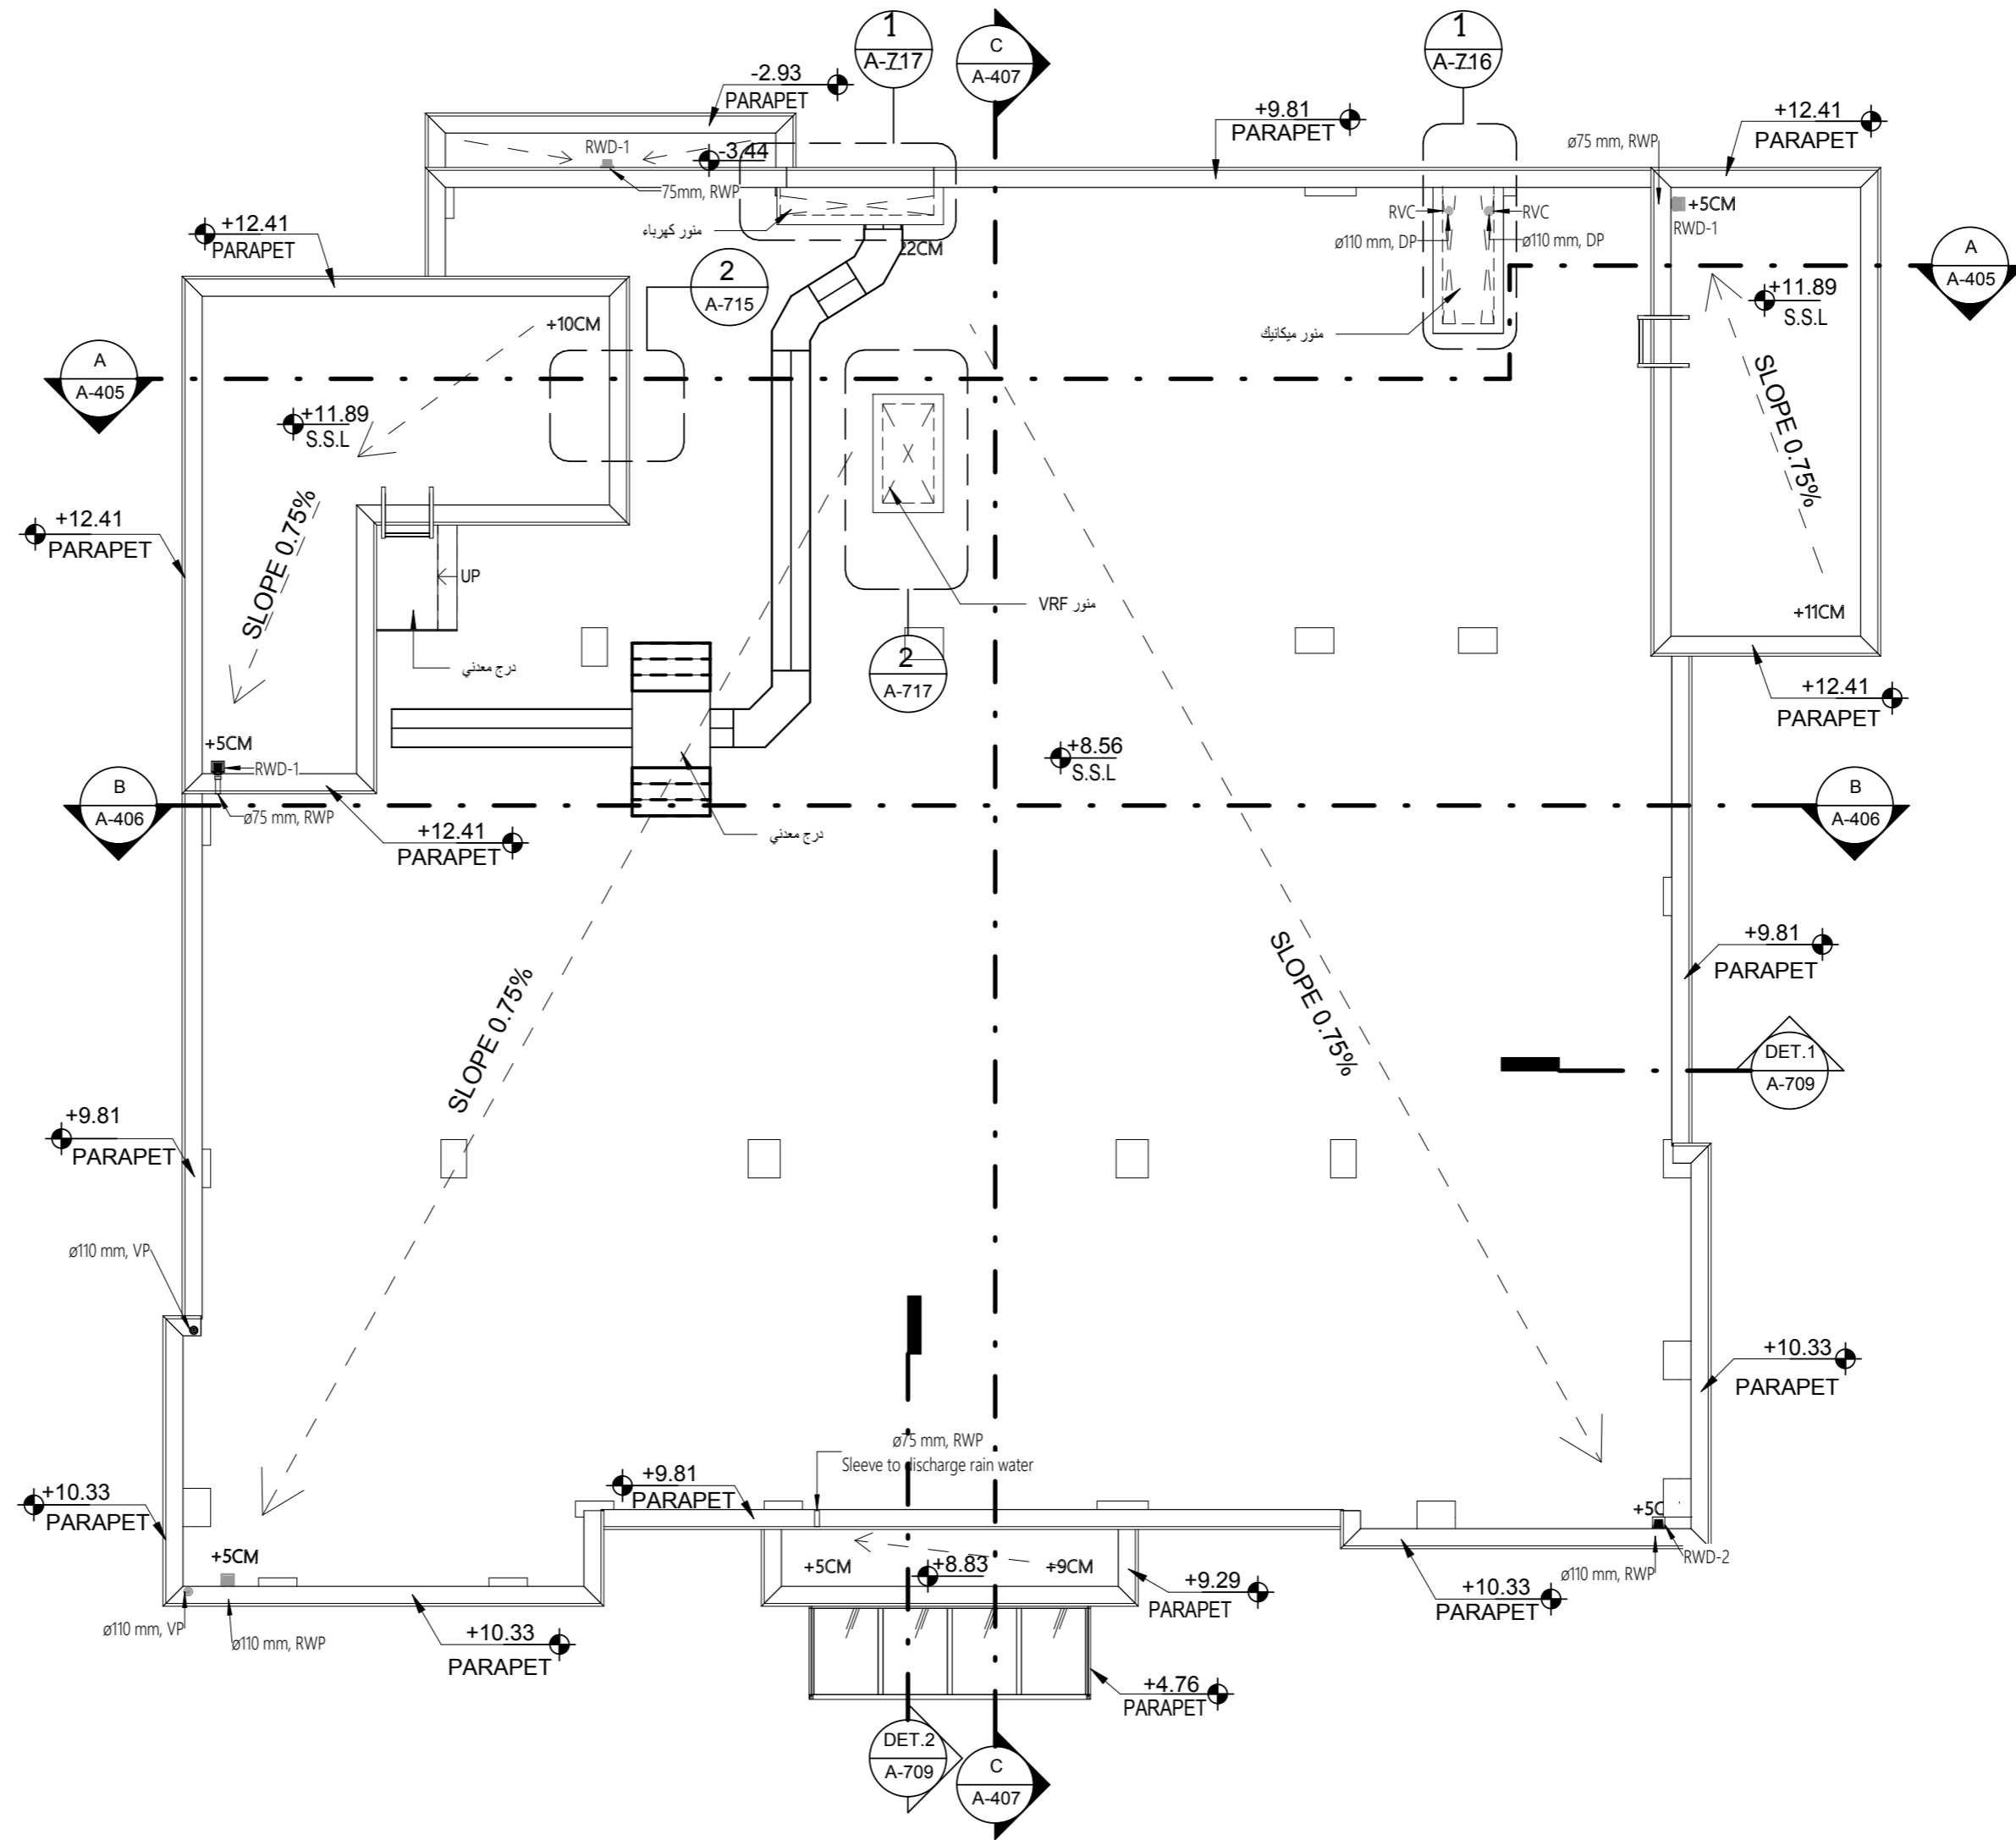 1
A-717
C
A-407
1
A-716
-2.93
PARAPET
+9.81
PARAPET
+12.41
PARAPET
ø75 mm, RWP
RWD-1
-3.44
75mm, RWP
منور كهرباء
22CM
RVC
RVC
ø110 mm, DP
ø110 mm, DP
+5CM
RWD-1
+12.41
PARAPET
2
A-715
A
A-405
+11.89
S.S.L
+10CM
منور ميكانيك
A
A-405
+11.89
S.S.L
SLOPE 0.75%
+12.41
PARAPET
SLOPE 0.75%
UP
منور VRF
+11CM
درج معدني
2
A-717
+12.41
PARAPET
+5CM
RWD-1
+8.56
S.S.L
B
A-406
ø75 mm, RWP
+12.41
PARAPET
درج معدني
B
A-406
+9.81
PARAPET
SLOPE 0.75%
SLOPE 0.75%
DET.1
A-709
+9.81
PARAPET
ø110 mm, VP
+10.33
PARAPET
ø75 mm, RWP
Sleeve to discharge rain water
+9.81
PARAPET
+10.33
PARAPET
+5C
RWD-2
+5CM
+5CM
+8.83
+9CM
ø110 mm, RWP
+9.29
PARAPET
+10.33
PARAPET
ø110 mm, VP
ø110 mm, RWP
+10.33
PARAPET
+4.76
PARAPET
DET.2
A-709
C
A-407